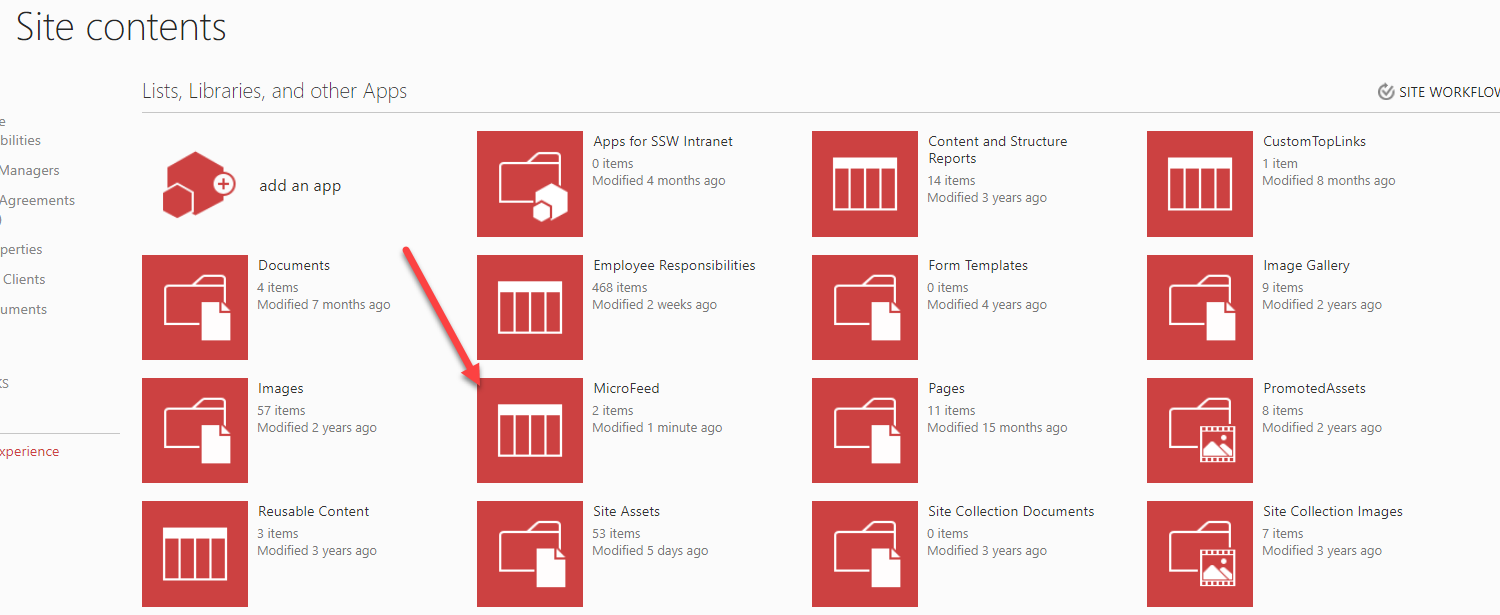 Site contents
Lists, Libraries, and other Apps
SITE WORKFLOW
e
bilities
Managers
Agreements
)
perties
Clients
uments
KS
xperience
add an app
Apps for SSW Intranet
0 items
Modified 4 months ago
Content and Structure
Reports
14 items
Modified 3 years ago
CustomTopLinks
1 item
Modified 8 months ago
Documents
4 items
Modified 7 months ago
Employee Responsibilities
468 items
Modified 2 weeks ago
Form Templates
0 items
Modified 4 years ago
Image Gallery
9 items
Modified 2 years ago
Images
57 items
Modified 2 years ago
MicroFeed
2 items
Modified 1 minute ago
Pages
11 items
Modified 15 months ago
PromotedAssets
8 items
Modified 2 years ago
Reusable Content
3 items
Modified 3 years ago
Site Assets
53 items
Modified 5 days ago
Site Collection Documents
0 items
Modified 3 years ago
Site Collection Images
7 items
Modified 3 years ago